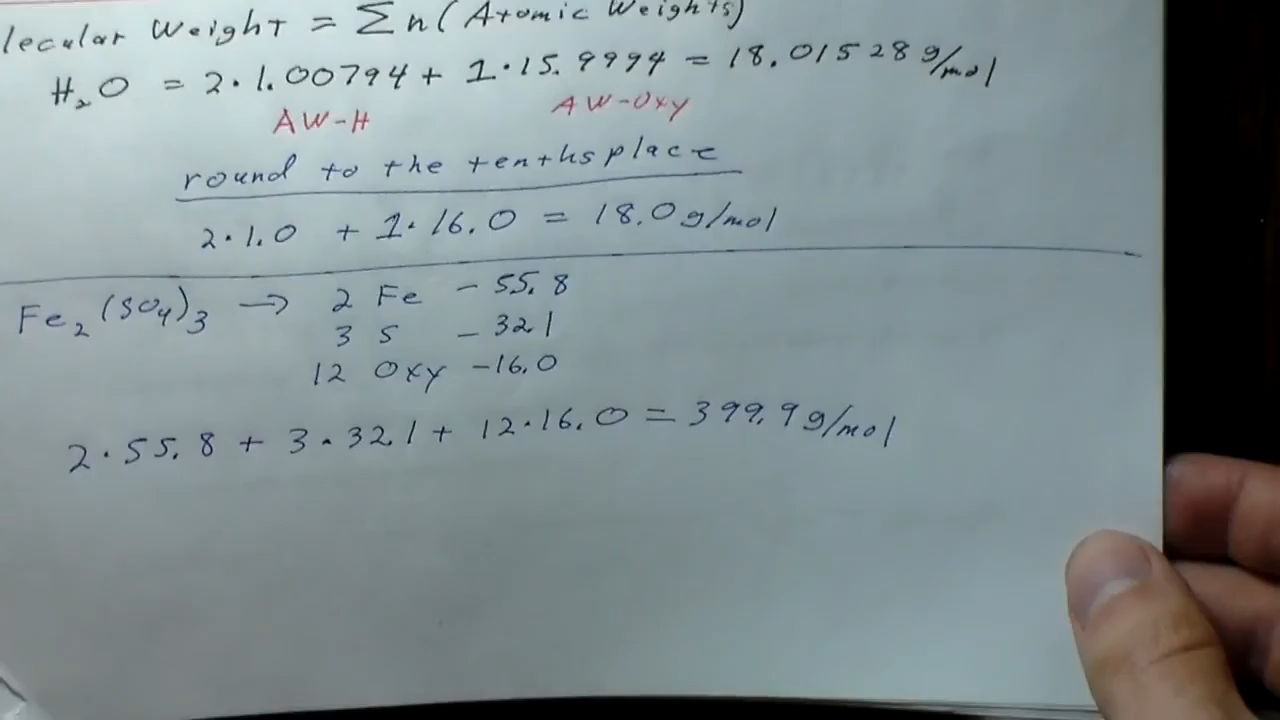 lecular Weight = Σ n (Atomic Weights)
H₂O = 2·1.00794 + 1·15.9994 = 18.01528 g/mol
AW-H AW-Oxy
round to the tenths place
2·1.0 + 1·16.0 = 18.0 g/mol
Fe₂(SO₄)₃ → 2 Fe - 55.8
3 S - 32.1
12 Oxy - 16.0
2·55.8 + 3·32.1 + 12·16.0 = 399.9 g/mol